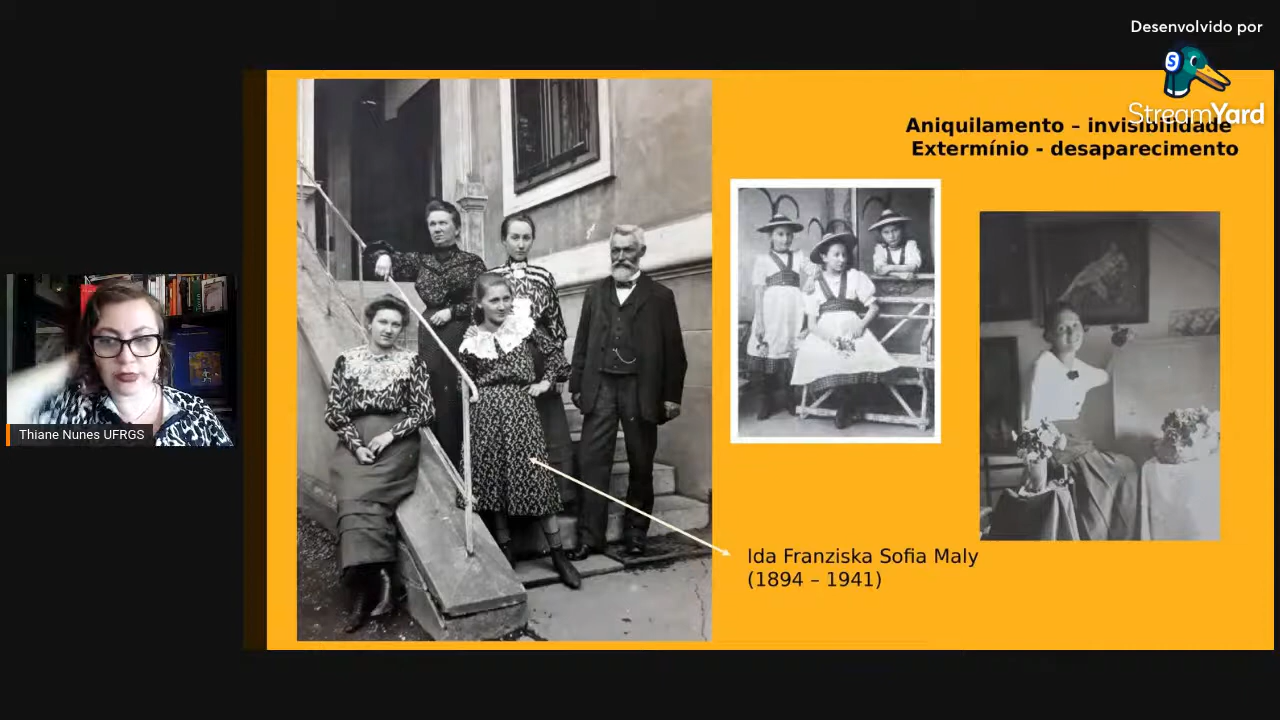 Desenvolvido por
StreamYard
Aniquilamento – invisibilidade
Extermínio - desaparecimento
Thiane Nunes UFRGS
Ida Franziska Sofia Maly
(1894 – 1941)